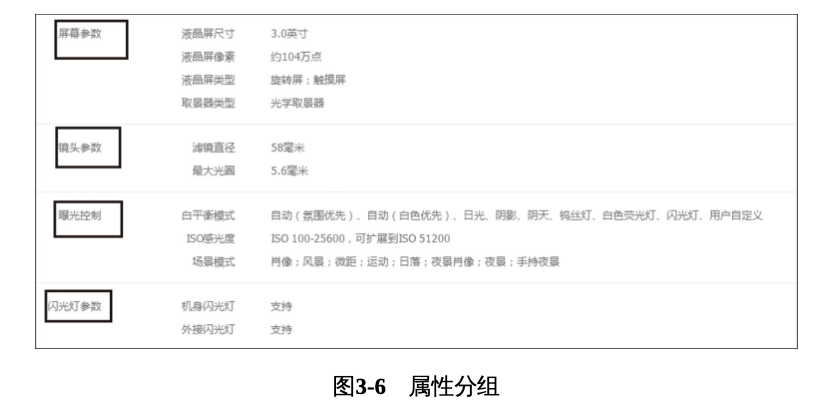 屏幕参数 液晶屏尺寸 3.0英寸
液晶屏像素 约104万点
液晶屏类型 旋转屏；触摸屏
取景器类型 光学取景器
镜头参数 滤镜直径 58毫米
最大光圈 5.6毫米
曝光控制 白平衡模式 自动（氛围优先）、自动（白色优先）、日光、阴影、阴天、钨丝灯、白色荧光灯、闪光灯、用户自定义
ISO感光度 ISO 100-25600，可扩展到ISO 51200
场景模式 肖像；风景；微距；运动；日落；夜景肖像；夜景；手持夜景
闪光灯参数 机身闪光灯 支持
外接闪光灯 支持
图3-6 属性分组